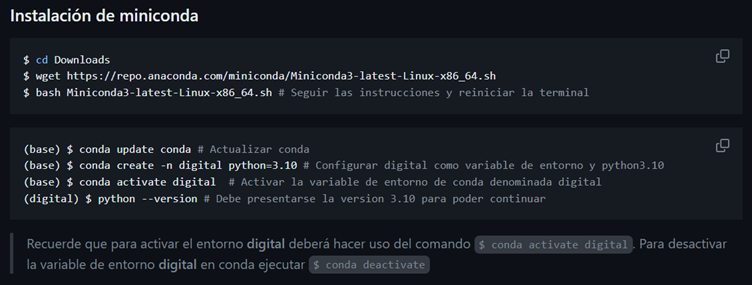 Instalación de miniconda
$ cd Downloads
$ wget https://repo.anaconda.com/miniconda/Miniconda3-latest-Linux-x86_64.sh
$ bash Miniconda3-latest-Linux-x86_64.sh # Seguir las instrucciones y reiniciar la terminal
(base) $ conda update conda # Actualizar conda
(base) $ conda create -n digital python=3.10 # Configurar digital como variable de entorno y python3.10
(base) $ conda activate digital  # Activar la variable de entorno de conda denominada digital
(digital) $ python --version # Debe presentarse la version 3.10 para poder continuar
Recuerde que para activar el entorno digital deberá hacer uso del comando $ conda activate digital. Para desactivar
la variable de entorno digital en conda ejecutar $ conda deactivate